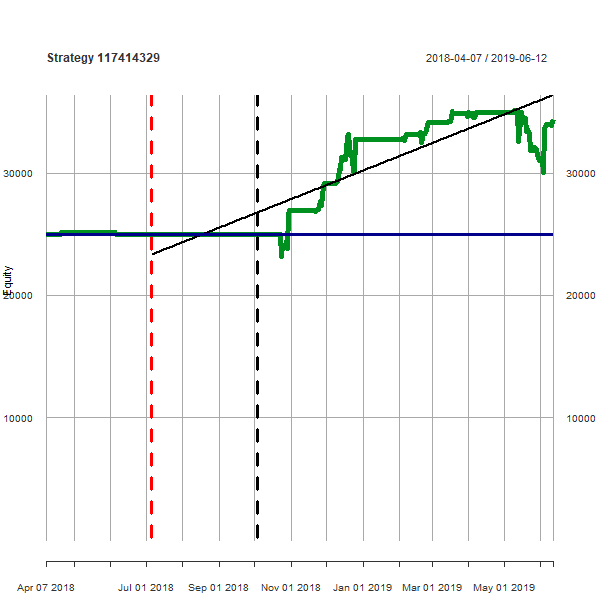 Strategy 117414329
2018-04-07 / 2019-06-12
30000
30000
Equity
20000
20000
10000
10000
Apr 07 2018
Jul 01 2018
Sep 01 2018
Nov 01 2018
Jan 01 2019
Mar 01 2019
May 01 2019